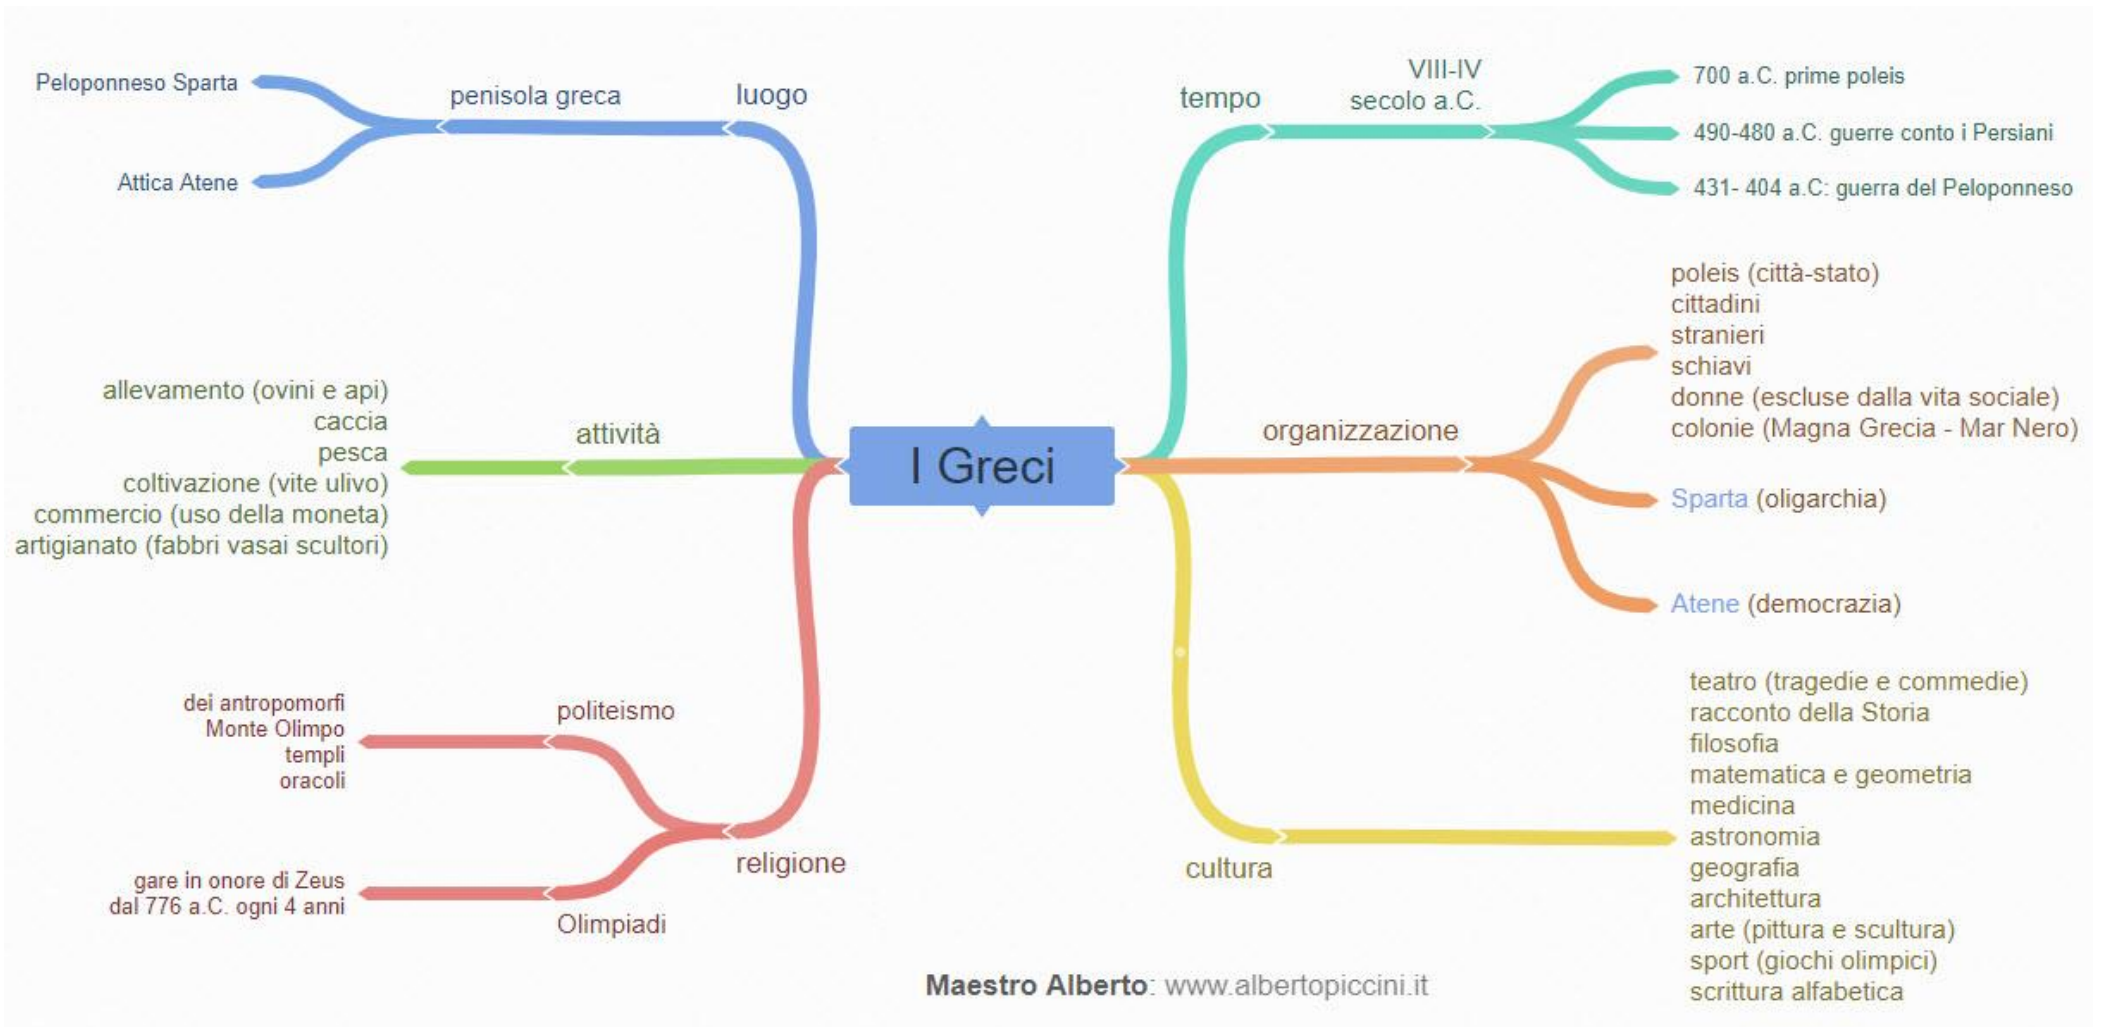 I Greci
luogo
penisola greca
Peloponneso Sparta
Attica Atene
attività
allevamento (ovini e api)
caccia
pesca
coltivazione (vite ulivo)
commercio (uso della moneta)
artigianato (fabbri vasai scultori)
religione
politeismo
dei antropomorfi
Monte Olimpo
templi
oracoli
Olimpiadi
gare in onore di Zeus
dal 776 a.C. ogni 4 anni
tempo
VIII-IV
secolo a.C.
700 a.C. prime poleis
490-480 a.C. guerre conto i Persiani
431- 404 a.C: guerra del Peloponneso
organizzazione
poleis (città-stato)
cittadini
stranieri
schiavi
donne (escluse dalla vita sociale)
colonie (Magna Grecia - Mar Nero)
Sparta (oligarchia)
Atene (democrazia)
cultura
teatro (tragedie e commedie)
racconto della Storia
filosofia
matematica e geometria
medicina
astronomia
geografia
architettura
arte (pittura e scultura)
sport (giochi olimpici)
scrittura alfabetica
Maestro Alberto: www.albertopiccini.it